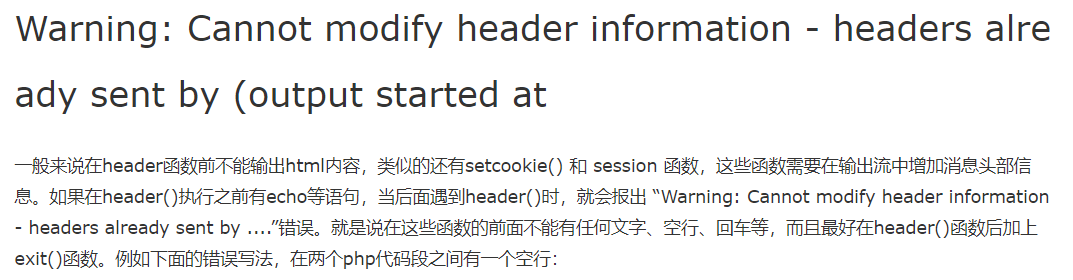 Warning: Cannot modify header information - headers alre
ady sent by (output started at
一般来说在header函数前不能输出html内容，类似的还有setcookie() 和 session 函数，这些函数需要在输出流中增加消息头部信
息。如果在header()执行之前有echo等语句，当后面遇到header()时，就会报出 “Warning: Cannot modify header information
- headers already sent by ....”错误。就是说在这些函数的前面不能有任何文字、空行、回车等，而且最好在header()函数后加上
exit()函数。例如下面的错误写法，在两个php代码段之间有一个空行：